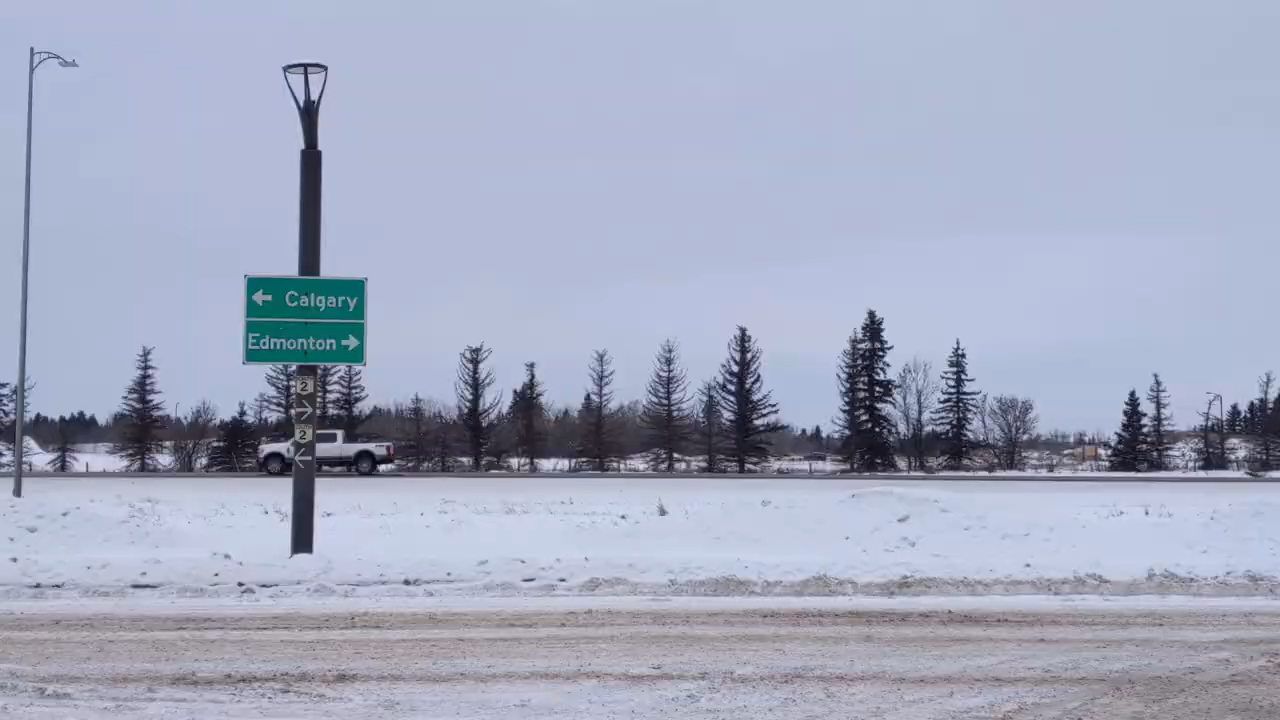 ← Calgary
Edmonton →
2
→
2
←